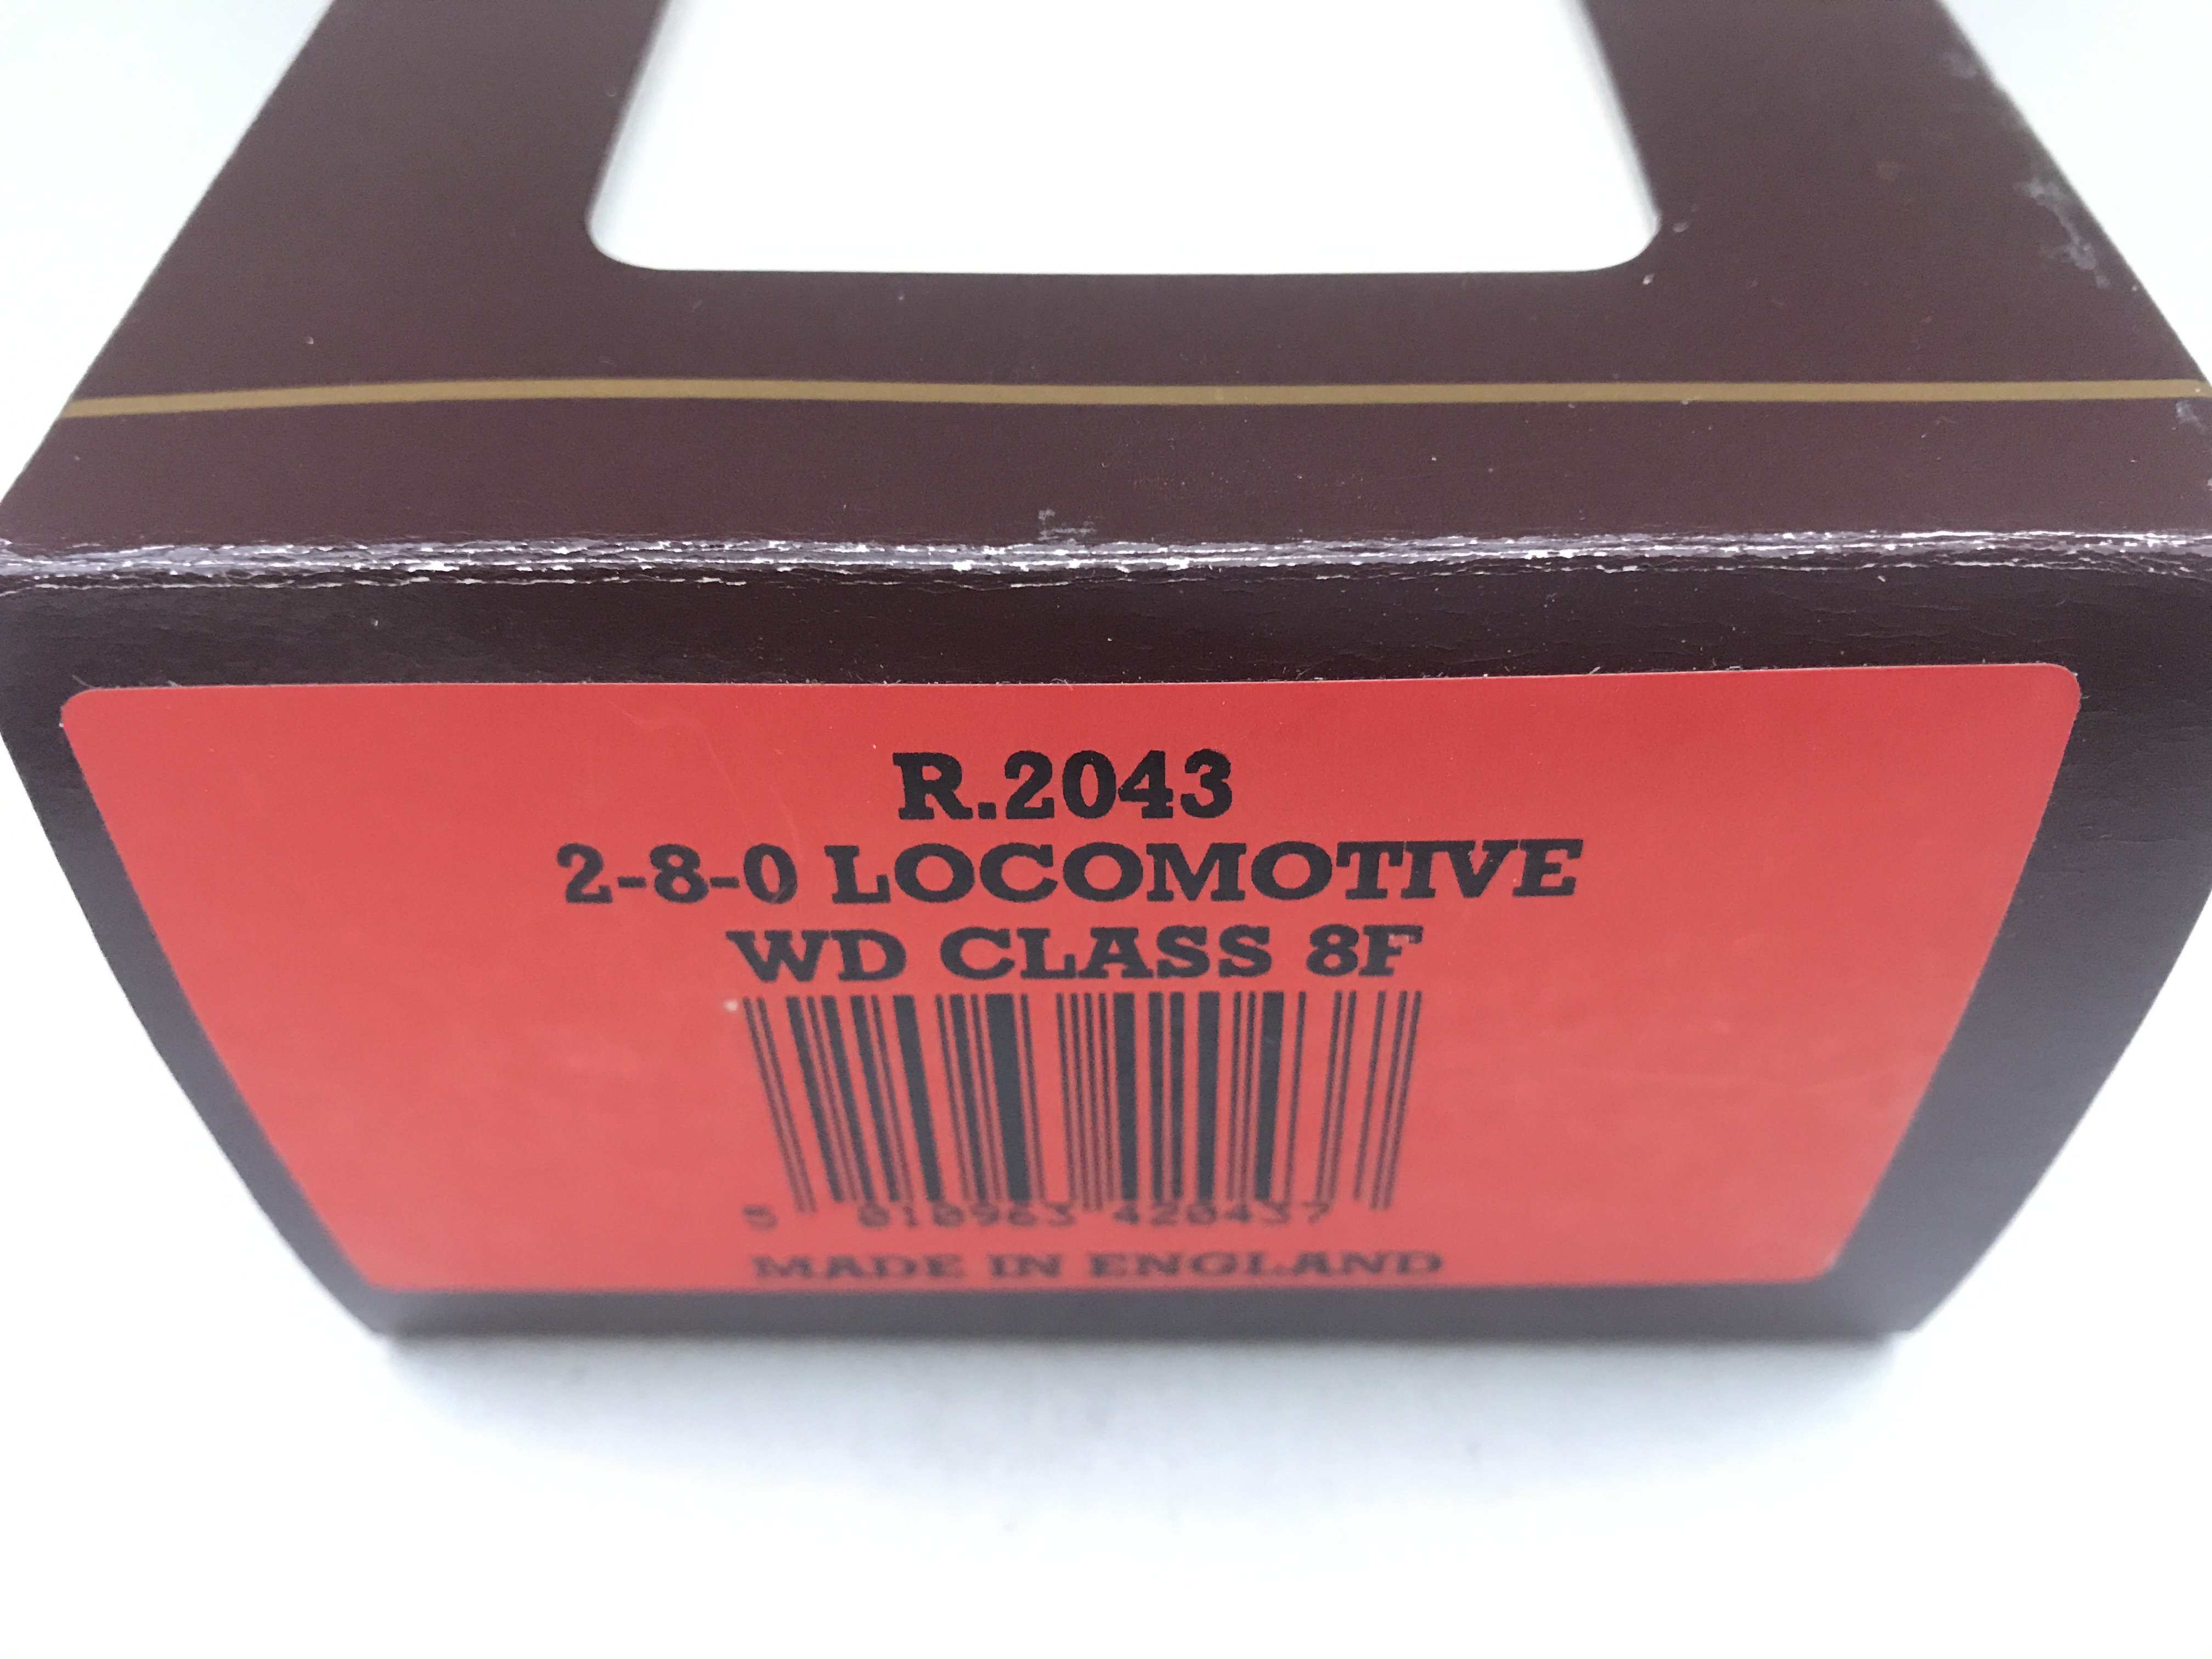 R.2043
2-8-0 LOCOMOTIVE
WD CLASS 8F
5 010963 420437
MADE IN ENGLAND